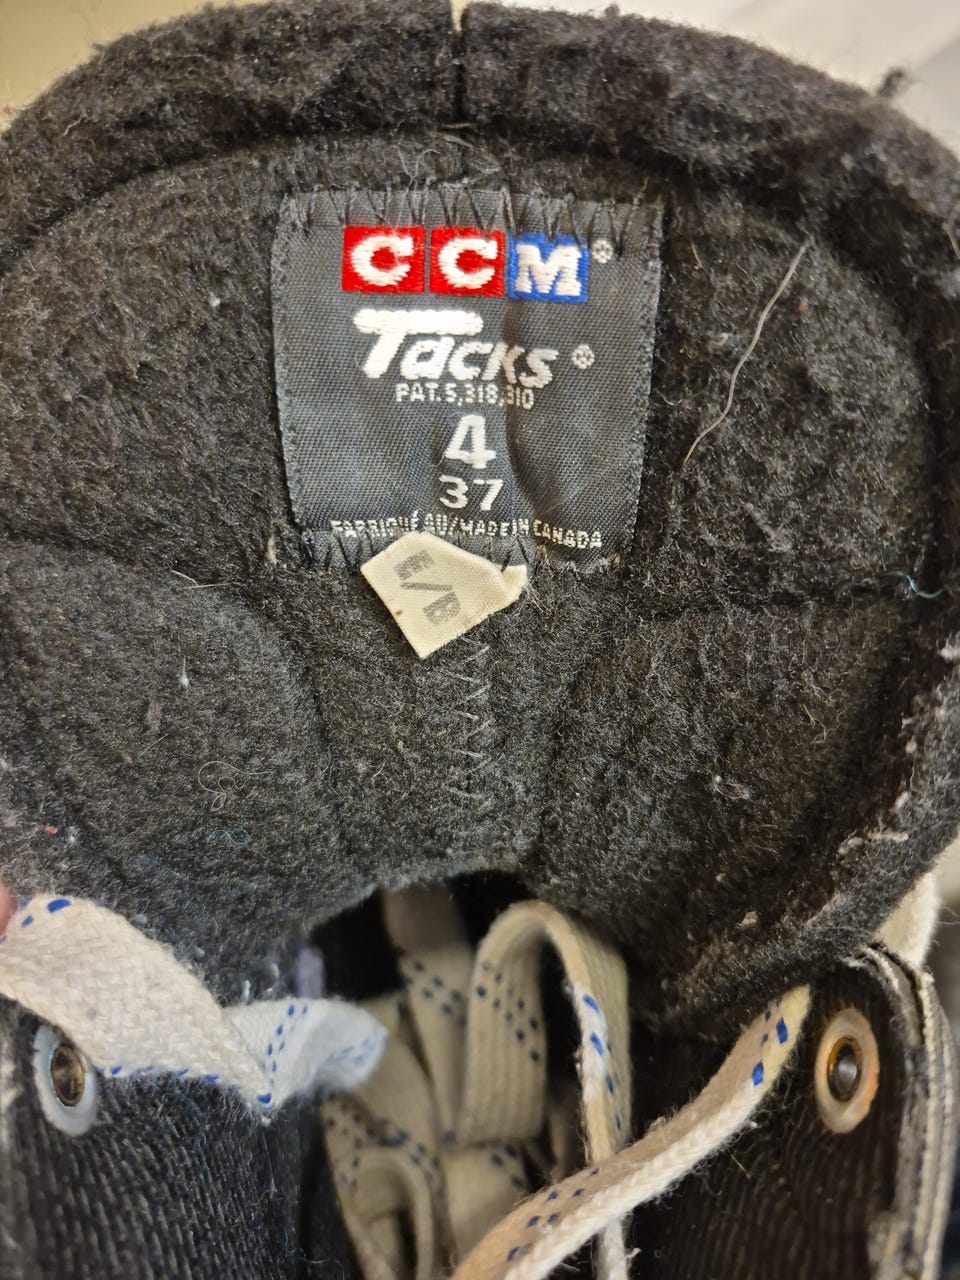 CCM®
Tacks®
PAT. 5,318,310
4
37
FABRIQUÉ AU/MADE IN CANADA
E/B